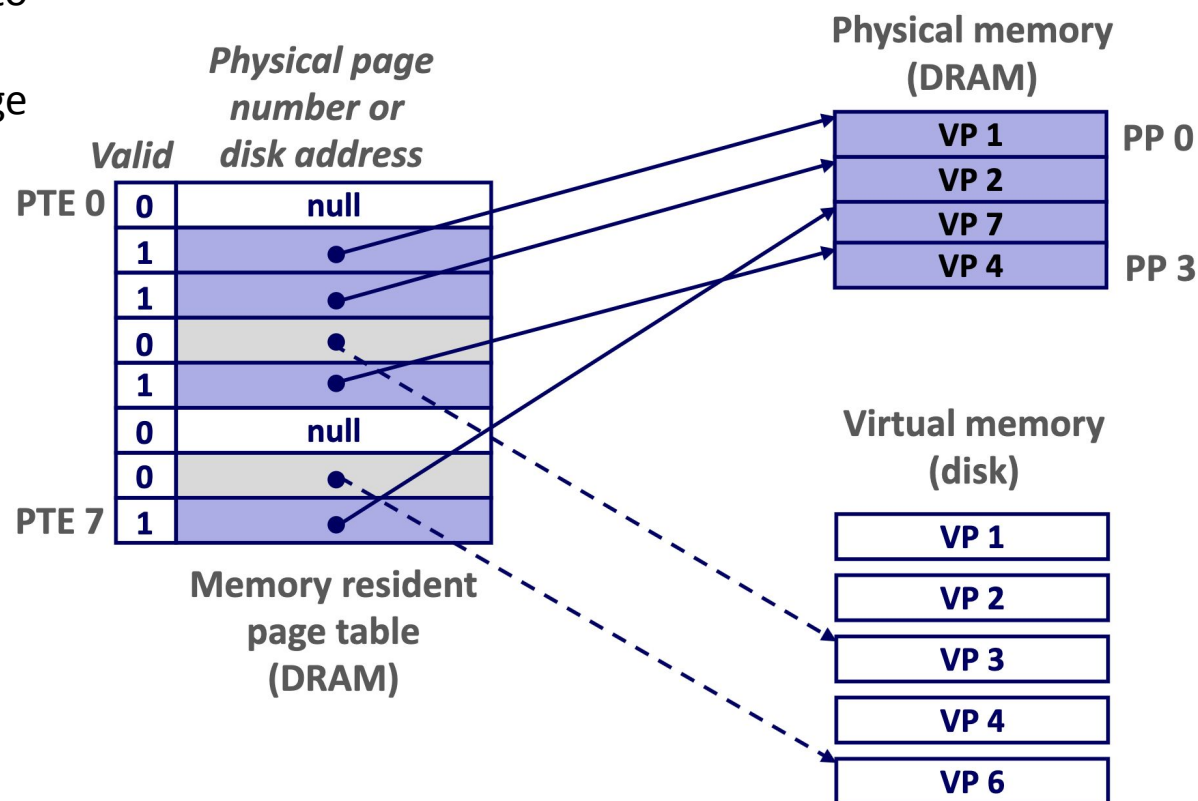 to
ge
Physical page
number or
disk address
Valid
PTE 0
0
null
1
1
0
1
0
null
0
PTE 7
1
Memory resident
page table
(DRAM)
Physical memory
(DRAM)
VP 1
PP 0
VP 2
VP 7
VP 4
PP 3
Virtual memory
(disk)
VP 1
VP 2
VP 3
VP 4
VP 6